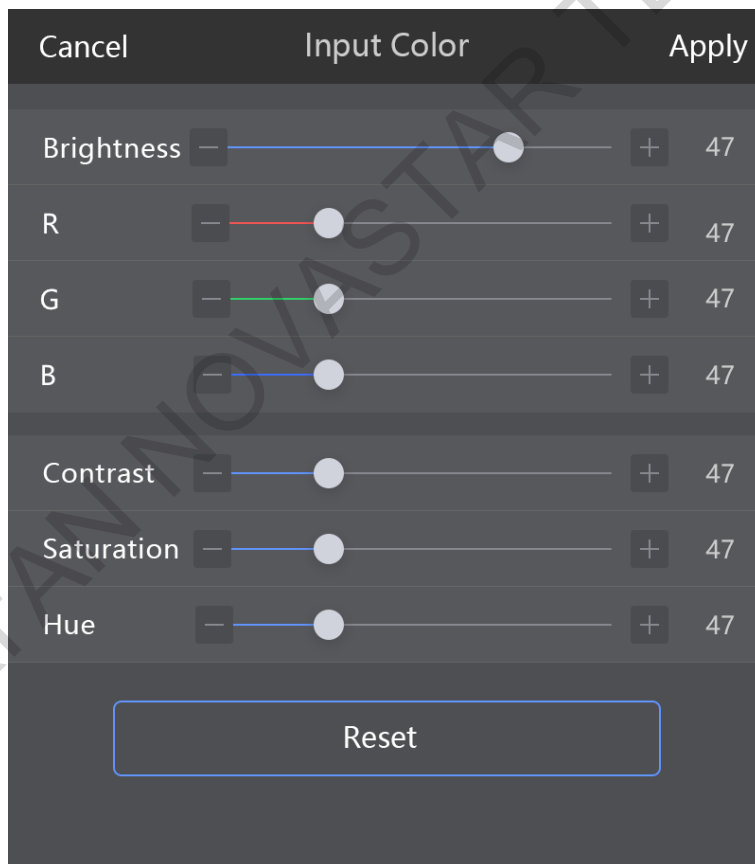 Cancel Input Color Apply
Brightness 47
R 47
G 47
B 47
Contrast 47
Saturation 47
Hue 47
Reset
NOVASTAR